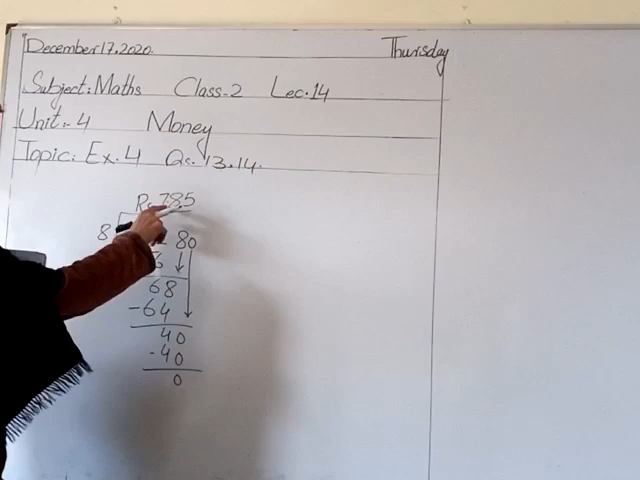 December 17, 2020. Thursday
Subject: Maths Class-2 Lec.14
Unit:- 4 Money
Topic: Ex. 4 Qs. 13.14.
785
8
80
68
-64
40
-40
0